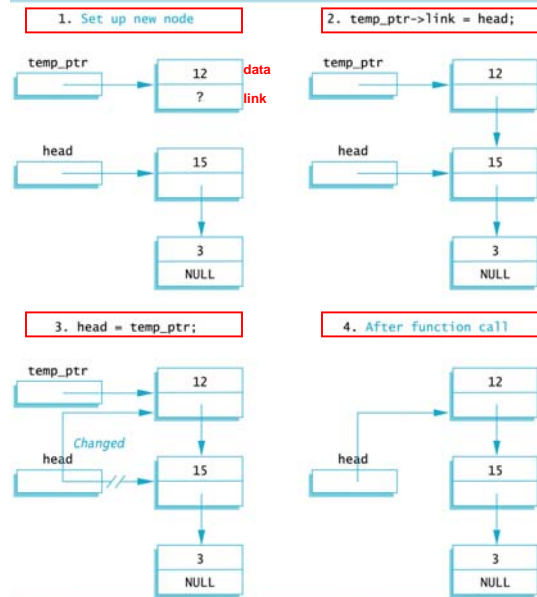 1. Set up new node
temp_ptr
12
data
?
link
head
15
3
NULL
2. temp_ptr->link = head;
temp_ptr
12
head
15
3
NULL
3. head = temp_ptr;
temp_ptr
12
Changed
head
15
3
NULL
4. After function call
12
head
15
3
NULL